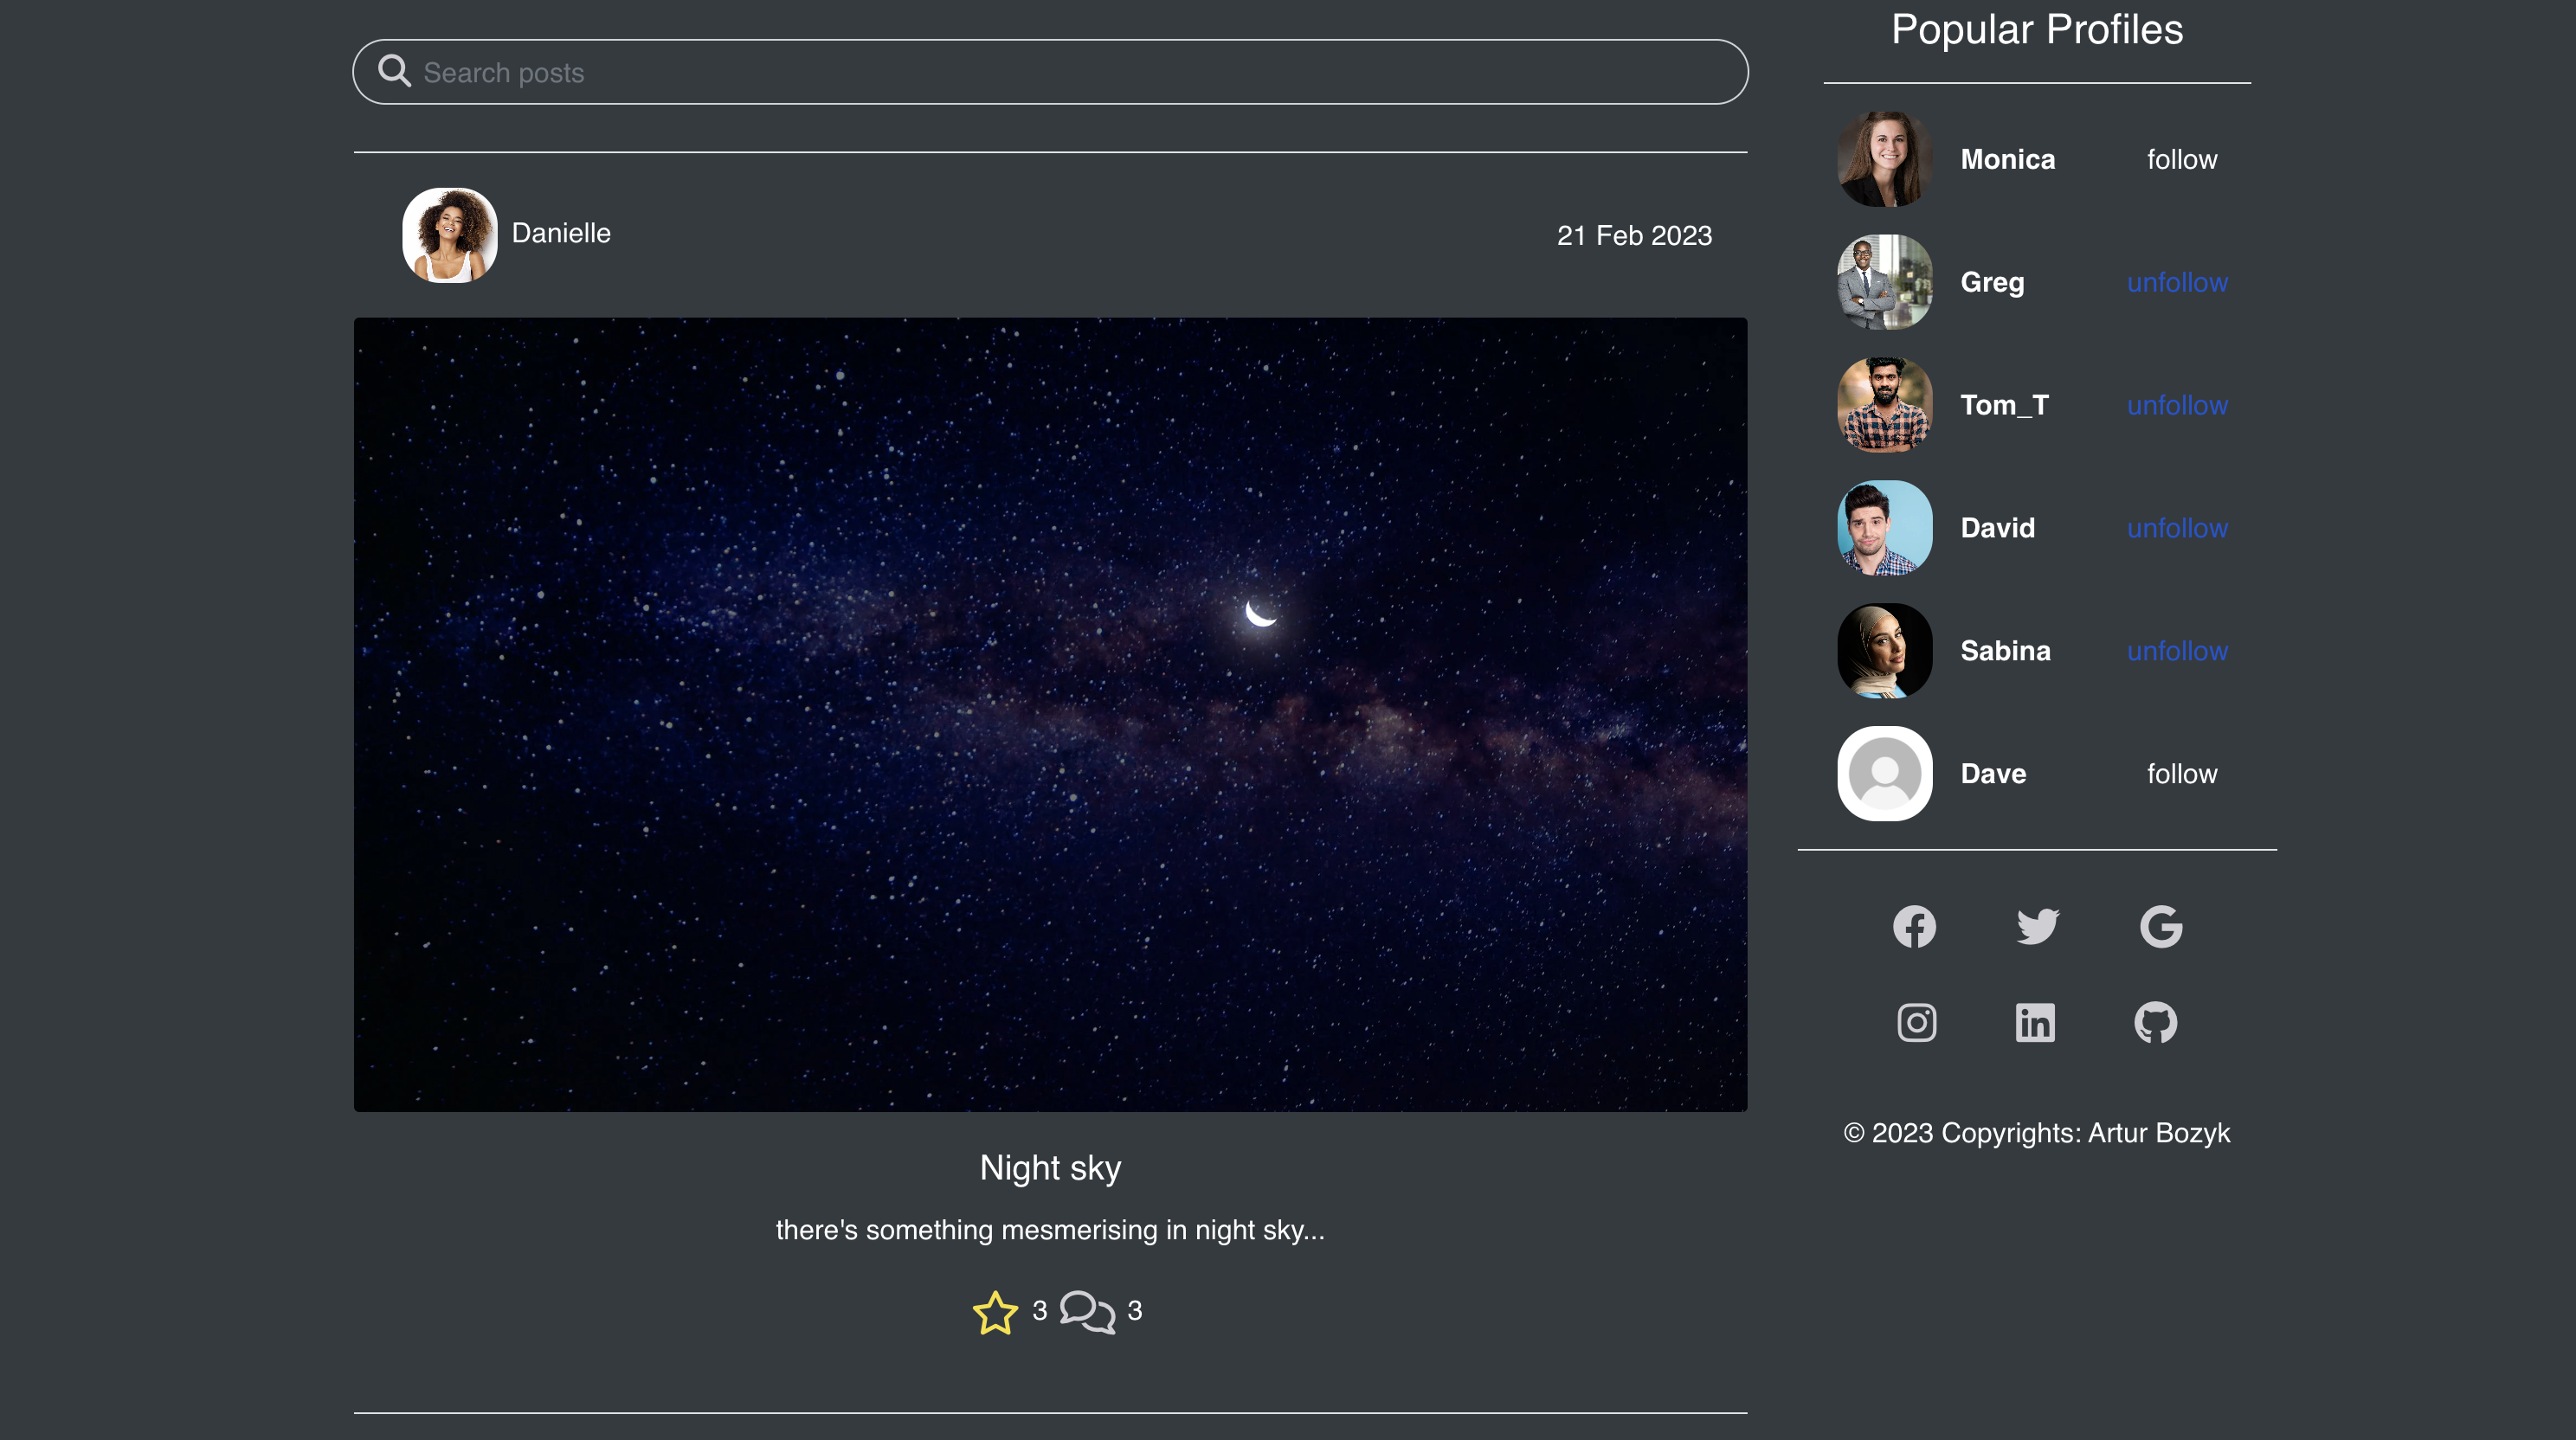 Search posts
Danielle
21 Feb 2023
Night sky
there's something mesmerising in night sky...
3 3
Popular Profiles
Monica follow
Greg unfollow
Tom_T unfollow
David unfollow
Sabina unfollow
Dave follow
© 2023 Copyrights: Artur Bozyk